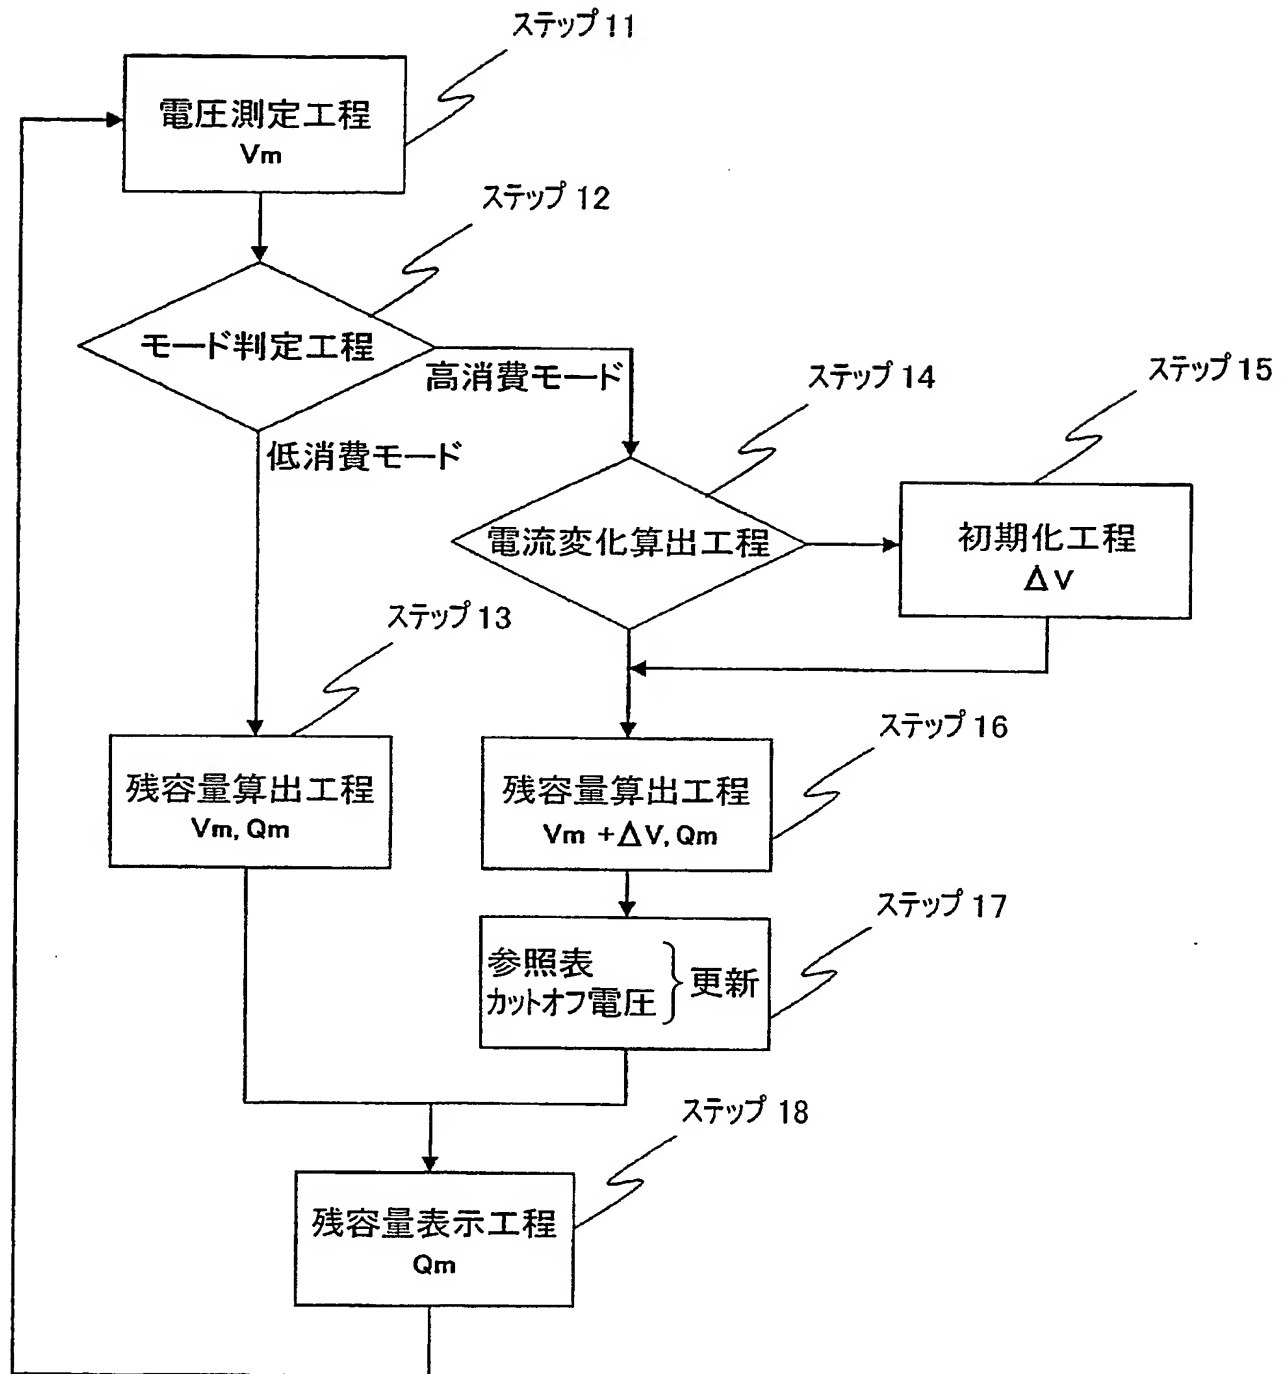 ステップ 11
電圧測定工程
Vm
ステップ 12
モード判定工程
高消費モード
低消費モード
ステップ 14
ステップ 15
電流変化算出工程
初期化工程
ΔV
ステップ 13
残容量算出工程
Vm, Qm
ステップ 16
残容量算出工程
Vm +ΔV, Qm
ステップ 17
参照表
カットオフ電圧
更新
ステップ 18
残容量表示工程
Qm